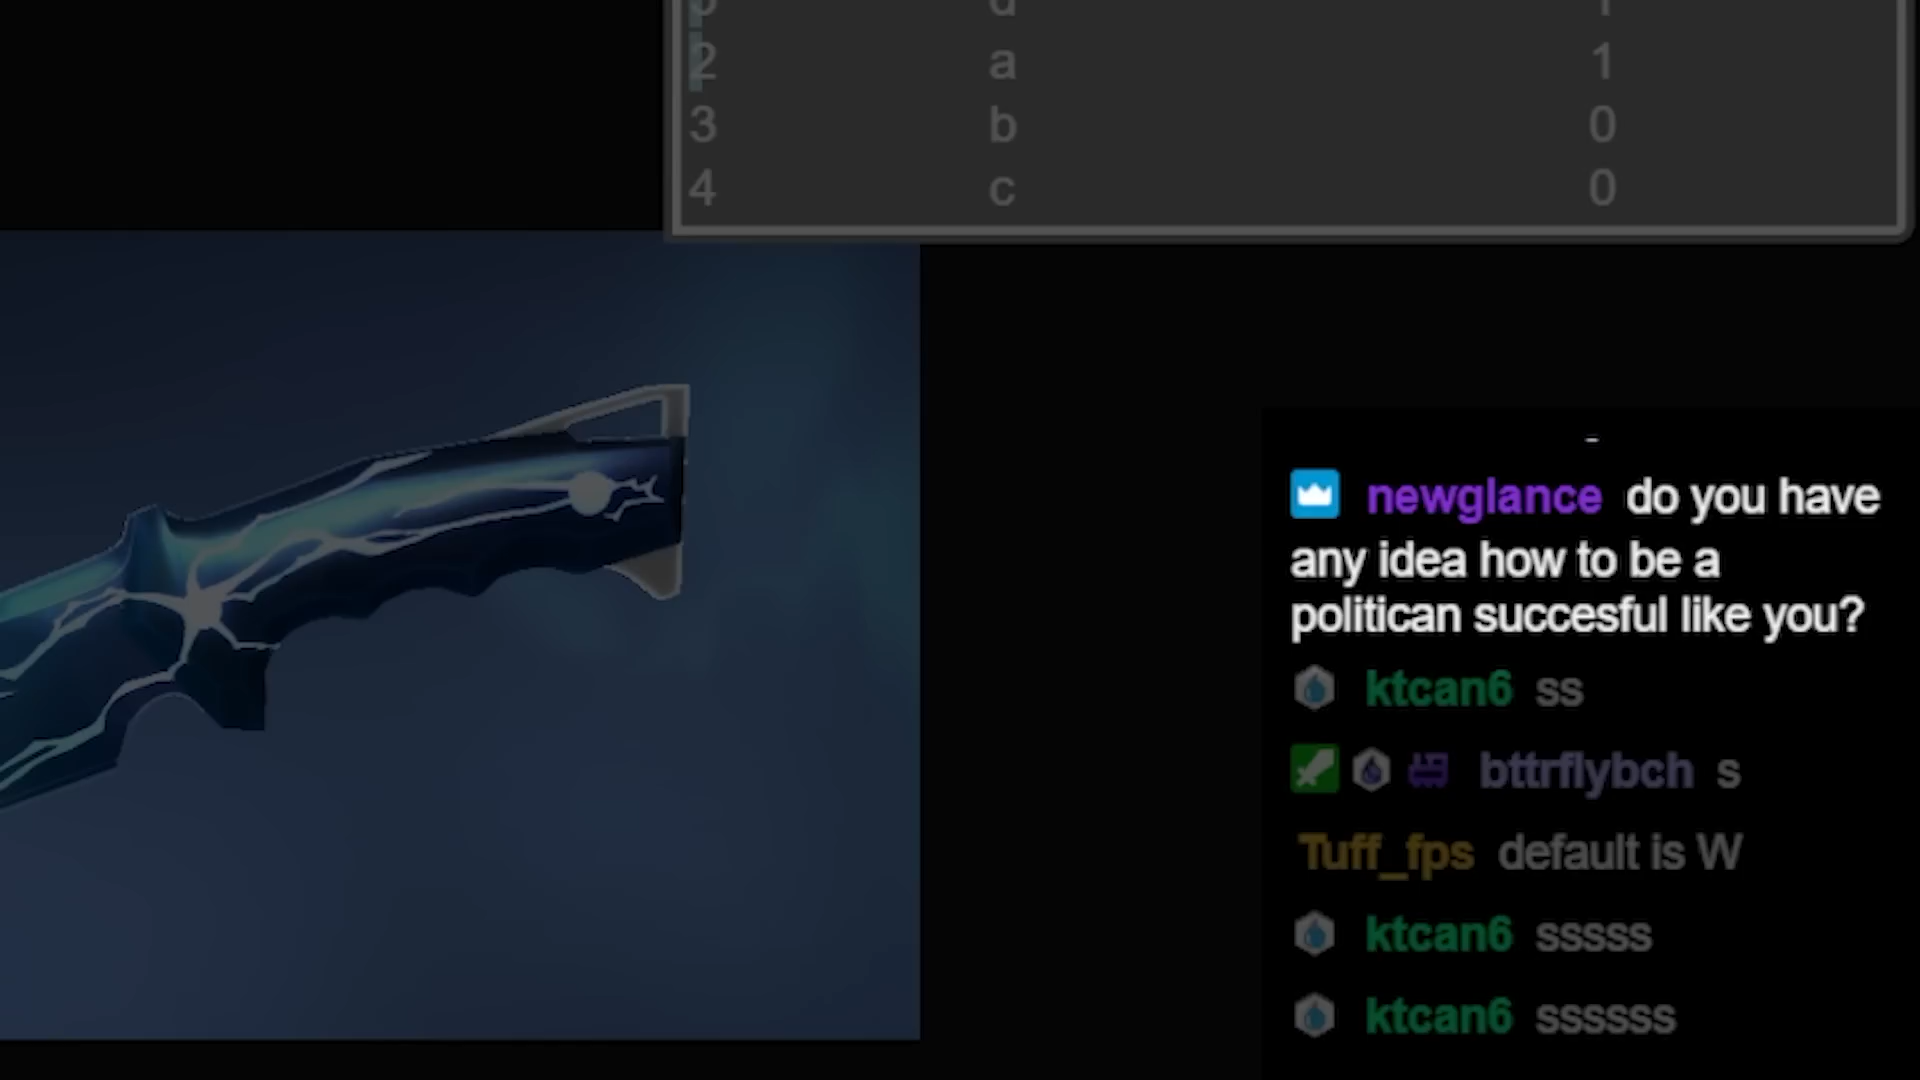 2 a 1
3 b 0
4 c 0
newglance do you have
any idea how to be a
politican succesful like you?
ktcan6 ss
bttrflybch s
Tuff_fps default is W
ktcan6 sssss
ktcan6 ssssss